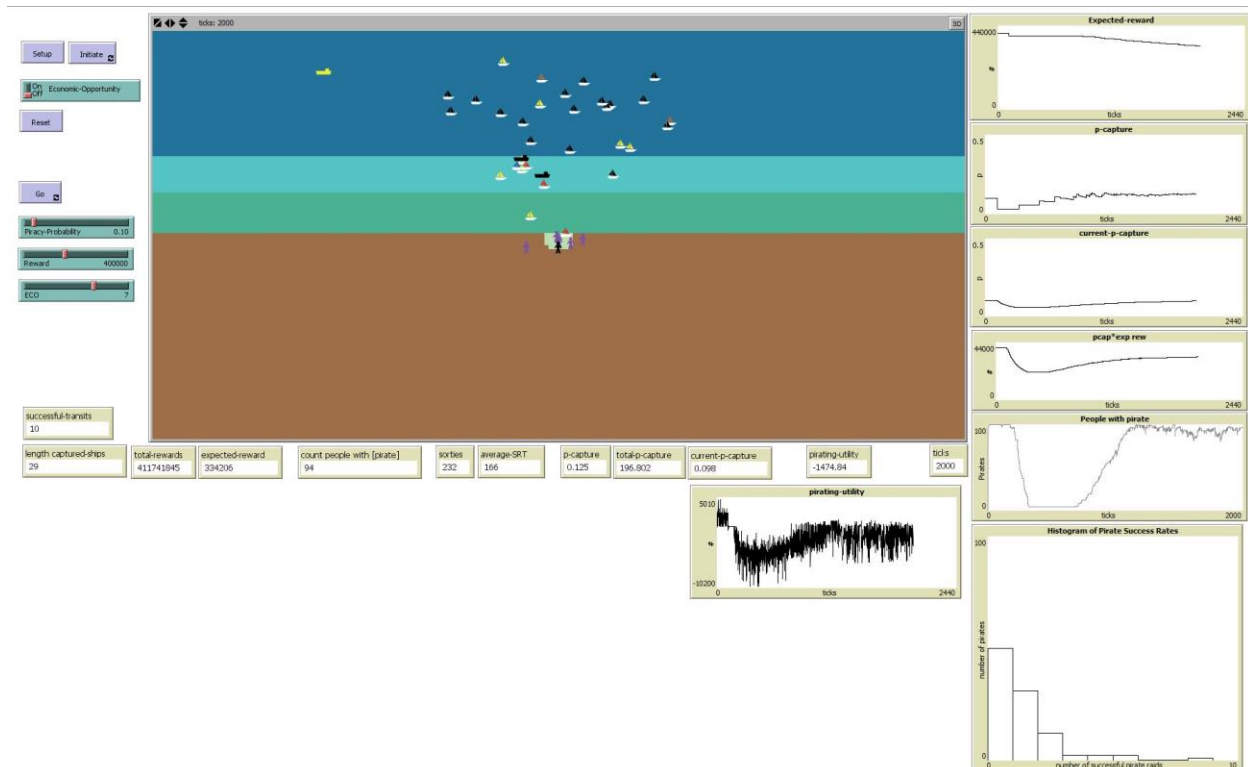 ticks: 2000
3D
Setup
Initiate
On
Off
Economic-Opportunity
Reset
Go
Piracy-Probability 0.10
Reward 400000
ECO 7
successful-transits
10
length captured-ships
29
total-rewards
411741845
expected-reward
334206
count people with [pirate]
94
sorties
232
average-SRT
166
p-capture
0.125
total-p-capture
196.802
current-p-capture
0.098
pirating-utility
-1474.84
ticks
2000
pirating-utility
5010
-10200
0
ticks
2440
Expected-reward
440000
0
0
ticks
2440
p-capture
0.5
p
0
0
ticks
2440
current-p-capture
0.5
p
0
0
ticks
2440
pcap*exp rew
44000
0
0
ticks
2440
People with pirate
100
Pirates
0
0
ticks
2000
Histogram of Pirate Success Rates
100
number of pirates
0
0
number of successful pirate raids
10